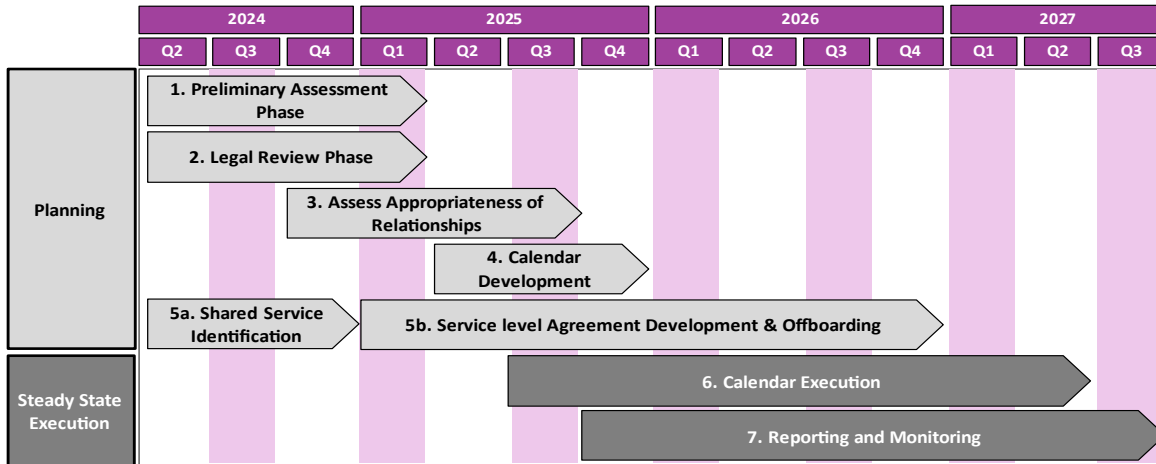 2024 2025 2026 2027
Q2 Q3 Q4 Q1 Q2 Q3 Q4 Q1 Q2 Q3 Q4 Q1 Q2 Q3
Planning
1. Preliminary Assessment
Phase
2. Legal Review Phase
3. Assess Appropriateness of
Relationships
4. Calendar
Development
5a. Shared Service
Identification
5b. Service level Agreement Development & Offboarding
Steady State
Execution
6. Calendar Execution
7. Reporting and Monitoring